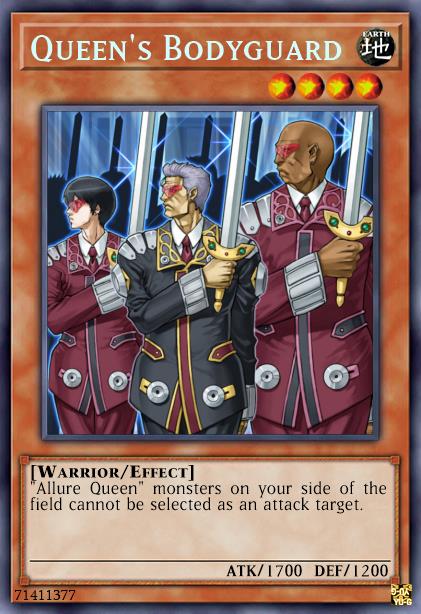 QUEEN'S BODYGUARD
EARTH
地
[WARRIOR/EFFECT]
"Allure Queen" monsters on your side of the
field cannot be selected as an attack target.
ATK/1700 DEF/1200
71411377